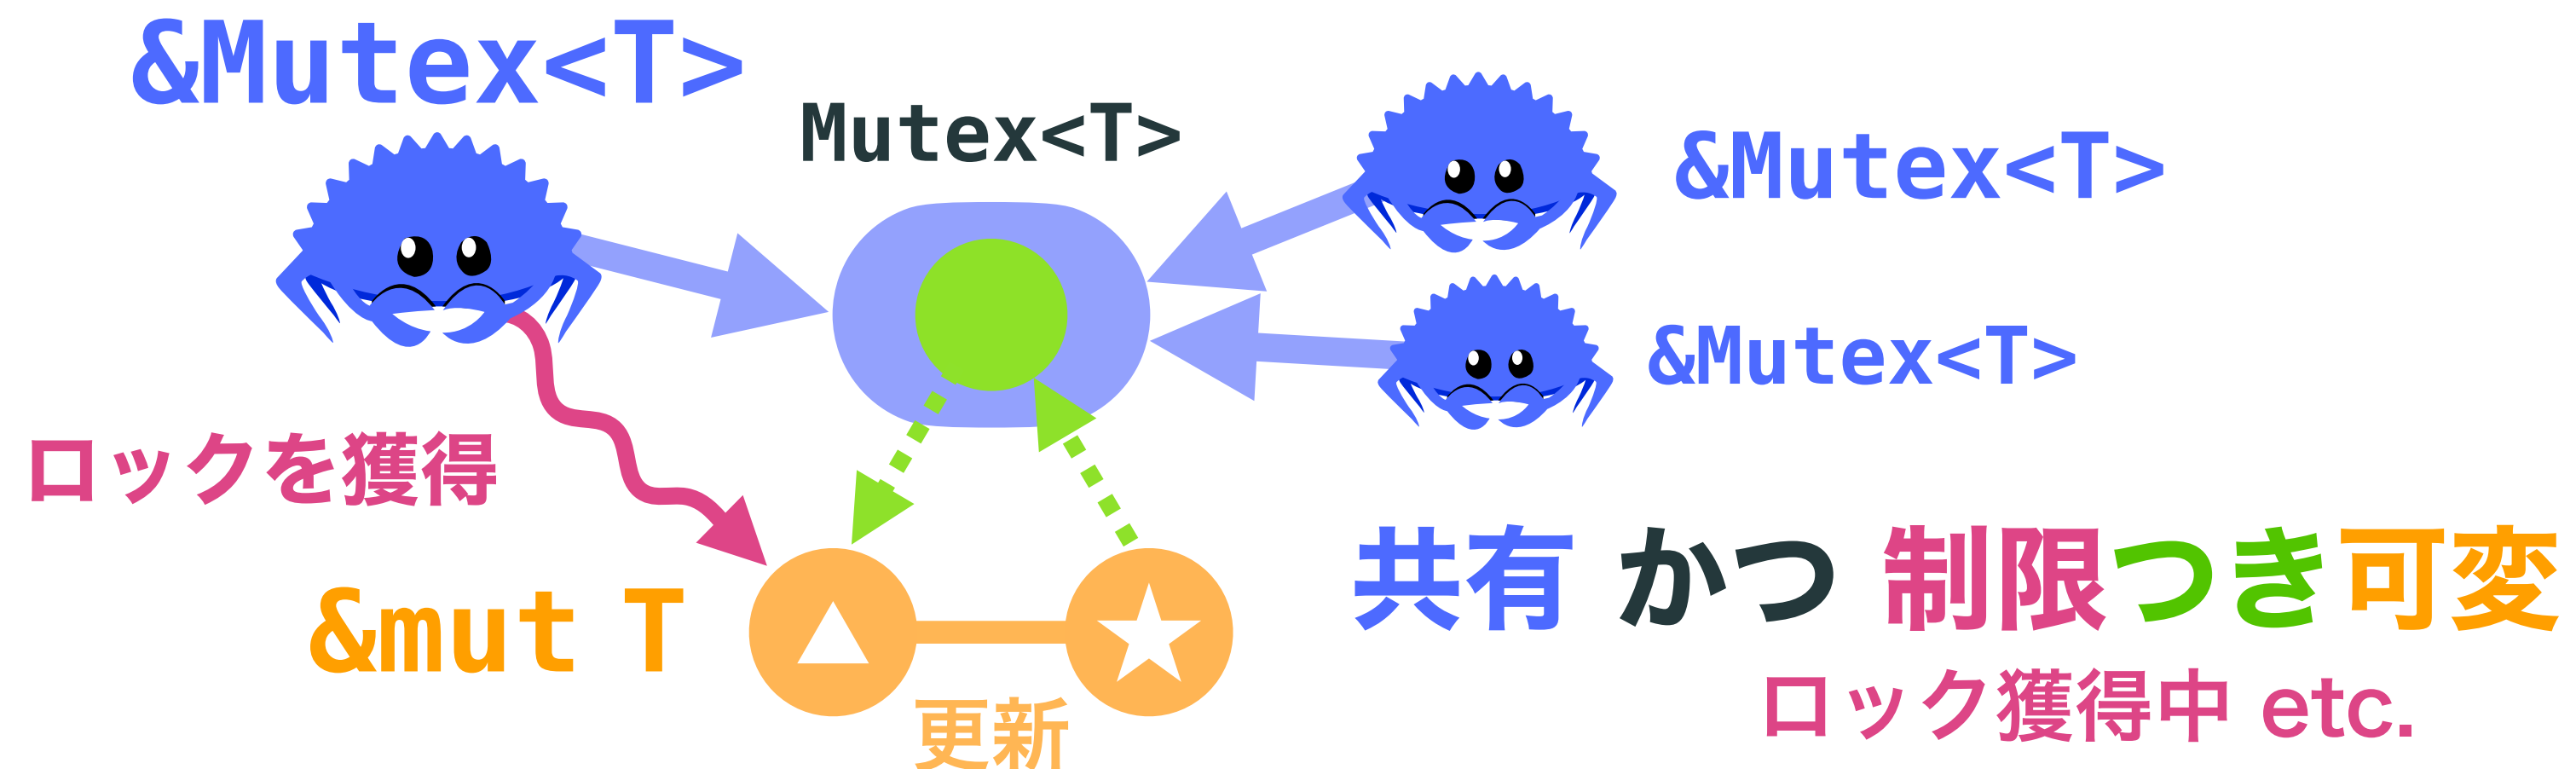 &Mutex<T>
Mutex<T>
&Mutex<T>
&Mutex<T>
ロックを獲得
&mut T
更新
共有 かつ 制限つき可変
ロック獲得中 etc.